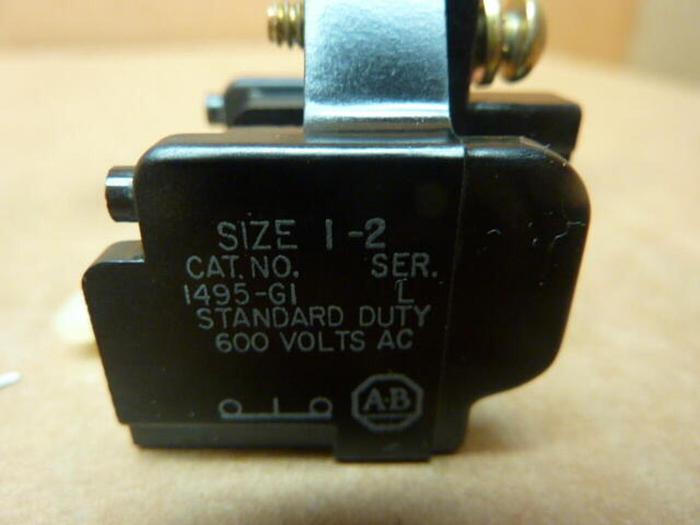 SIZE 1-2
CAT. NO. SER.
1495-G1 L
STANDARD DUTY
600 VOLTS AC
A-B